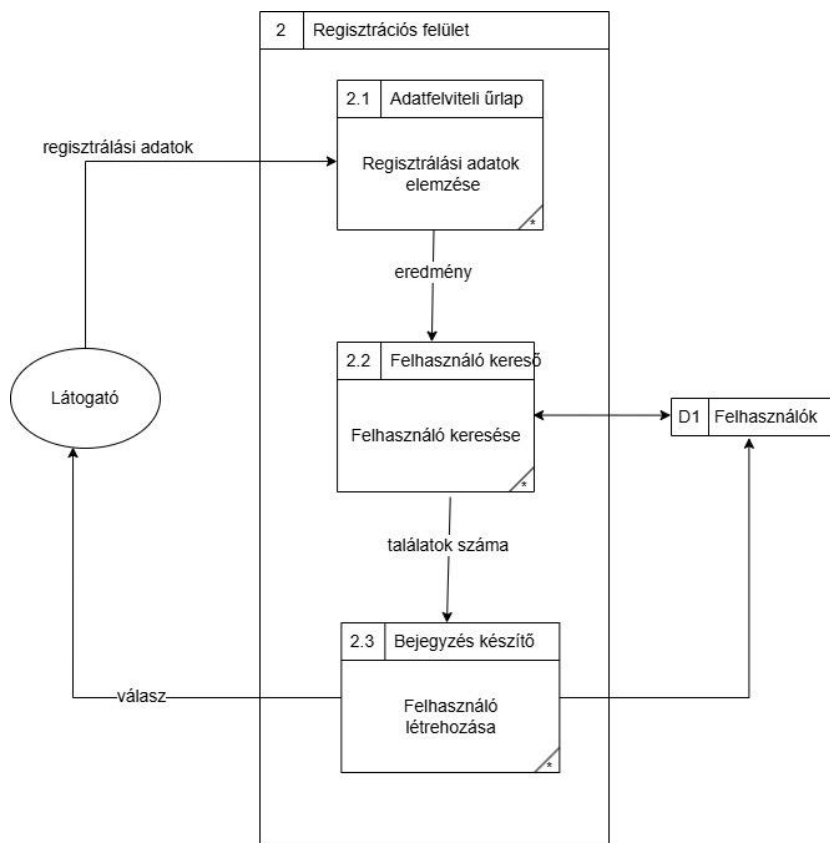 2 Regisztrációs felület
2.1 Adatfelviteli űrlap
regisztrálási adatok
Regisztrálási adatok
elemzése
*
eredmény
2.2 Felhasználó kereső
Látogató
D1 Felhasználók
Felhasználó keresése
*
találatok száma
2.3 Bejegyzés készítő
válasz
Felhasználó
létrehozása
*